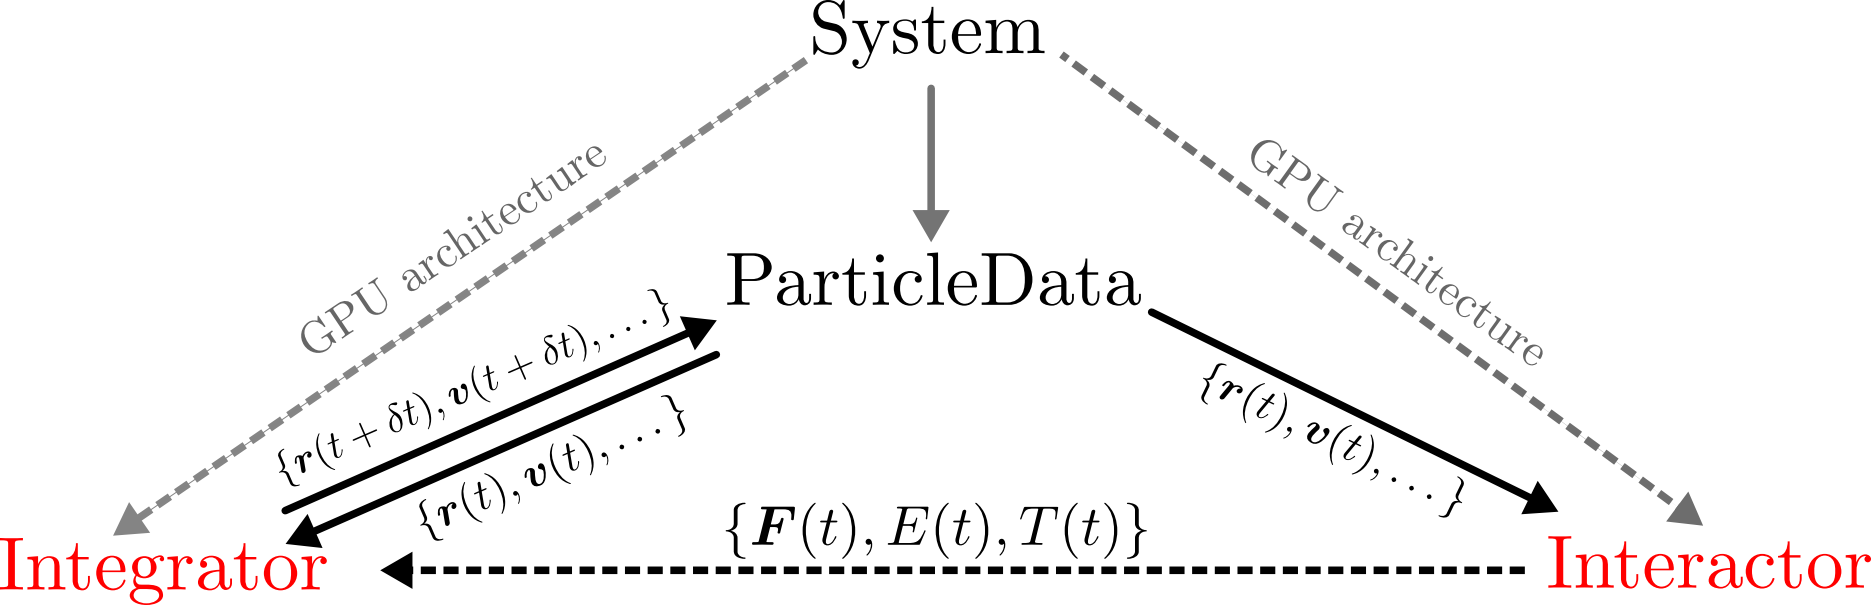 System
GPU architecture
GPU architecture
ParticleData
{r(t + δt), v(t + δt), . . . }
{r(t), v(t), . . . }
{r(t), v(t), . . . }
{F(t), E(t), T(t)}
Integrator
Interactor